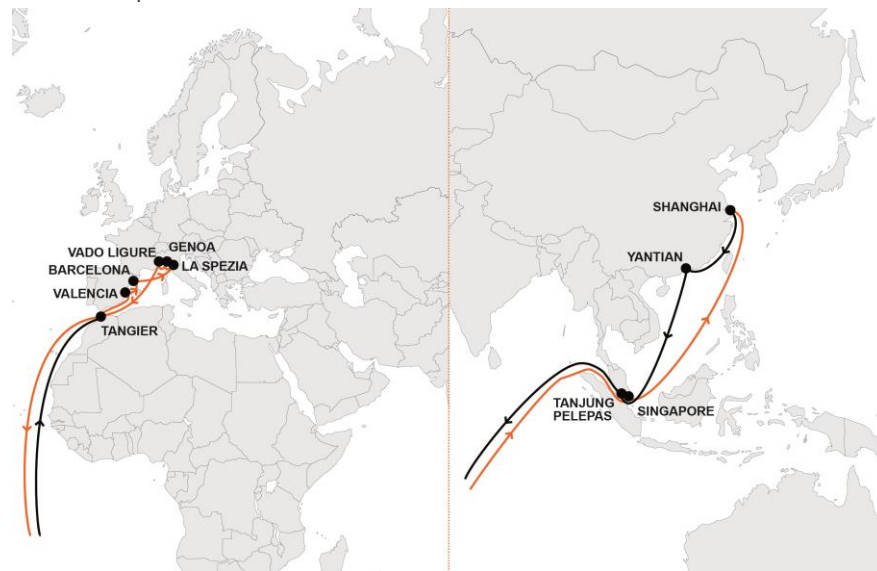 VADO LIGURE
GENOA
BARCELONA
LA SPEZIA
VALENCIA
TANGIER
SHANGHAI
YANTIAN
TANJUNG
PELEPAS
SINGAPORE